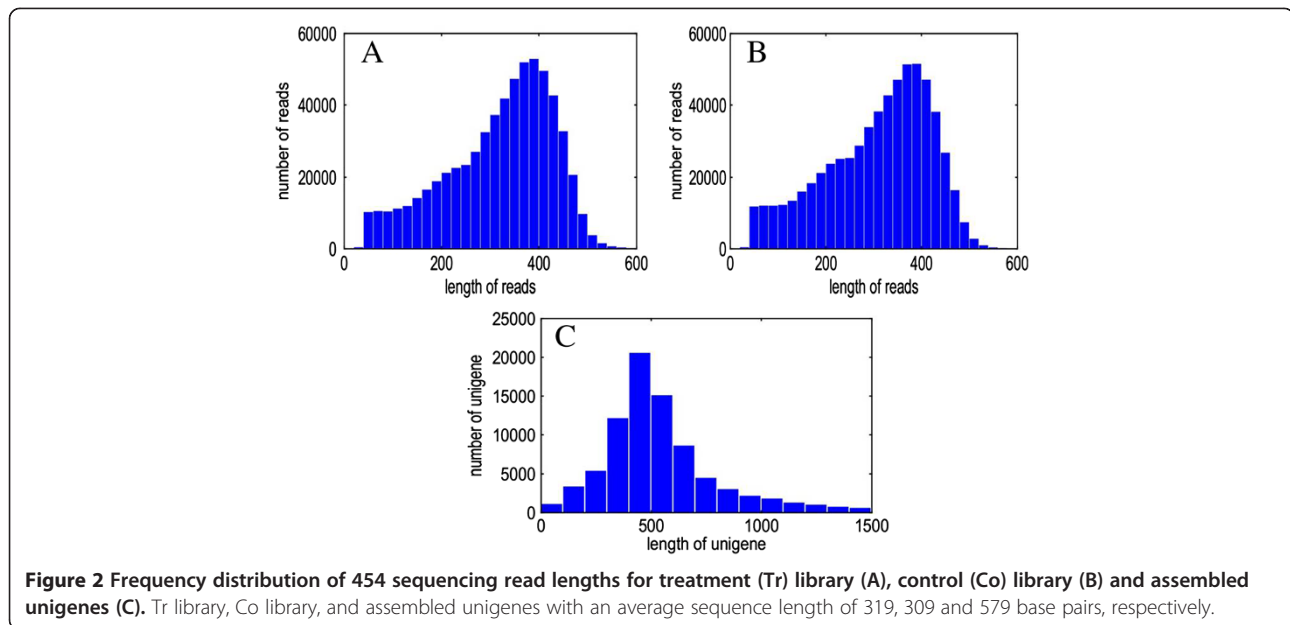 A
60000
40000
20000
0
number of reads
0 200 400 600
length of reads
B
60000
40000
20000
0
number of reads
0 200 400 600
length of reads
C
25000
20000
15000
10000
5000
0
number of unigene
0 500 1000 1500
length of unigene
Figure 2 Frequency distribution of 454 sequencing read lengths for treatment (Tr) library (A), control (Co) library (B) and assembled
unigenes (C). Tr library, Co library, and assembled unigenes with an average sequence length of 319, 309 and 579 base pairs, respectively.